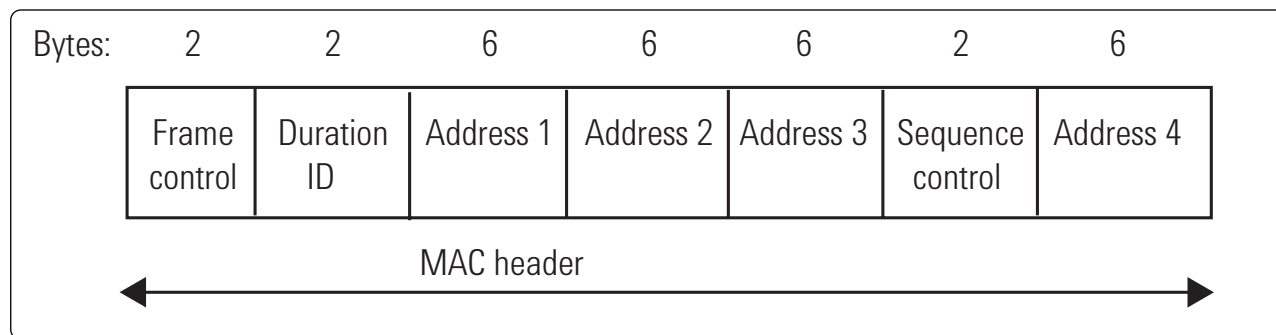 Bytes: 2 2 6 6 6 2 6
Frame control
Duration ID
Address 1
Address 2
Address 3
Sequence control
Address 4
MAC header